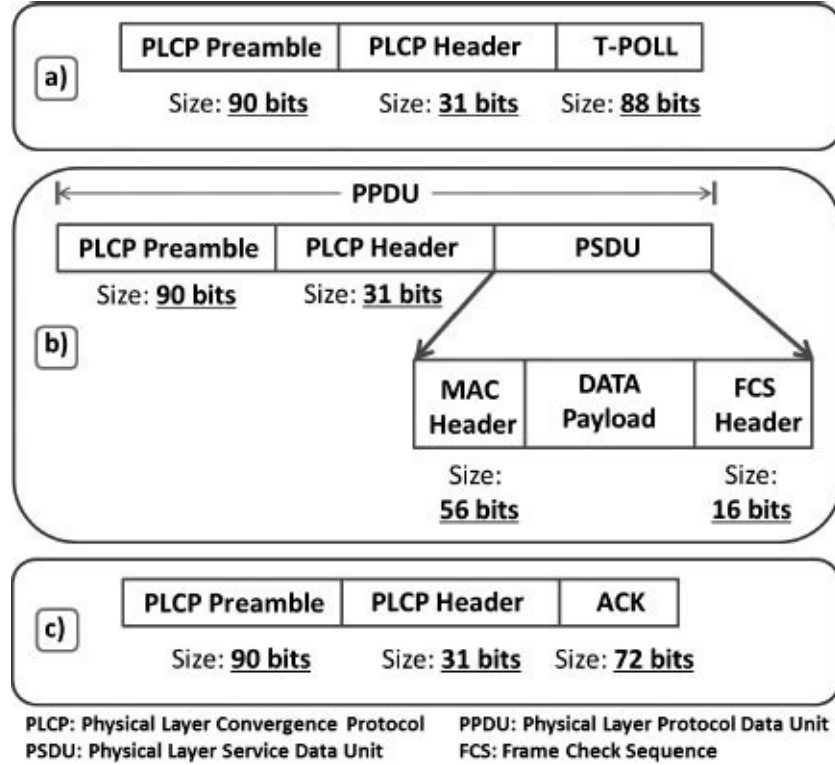 a)
PLCP Preamble PLCP Header T-POLL
Size: 90 bits Size: 31 bits Size: 88 bits
b)
PPDU
PLCP Preamble PLCP Header PSDU
Size: 90 bits Size: 31 bits
MAC Header DATA Payload FCS Header
Size: 56 bits Size: 16 bits
c)
PLCP Preamble PLCP Header ACK
Size: 90 bits Size: 31 bits Size: 72 bits
PLCP: Physical Layer Convergence Protocol PPDU: Physical Layer Protocol Data Unit
PSDU: Physical Layer Service Data Unit FCS: Frame Check Sequence